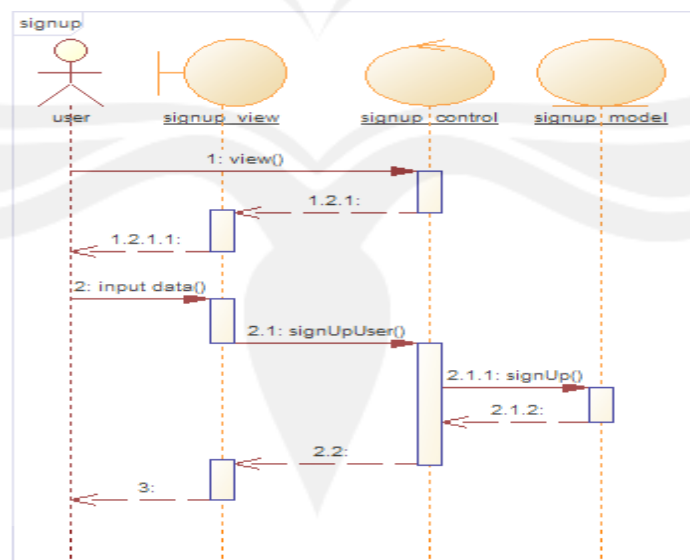 signup
user
signup_view
signup_control
signup_model
1: view()
1.2.1:
1.2.1.1:
2: input data()
2.1: signUpUser()
2.1.1: signUp()
2.1.2:
2.2:
3: